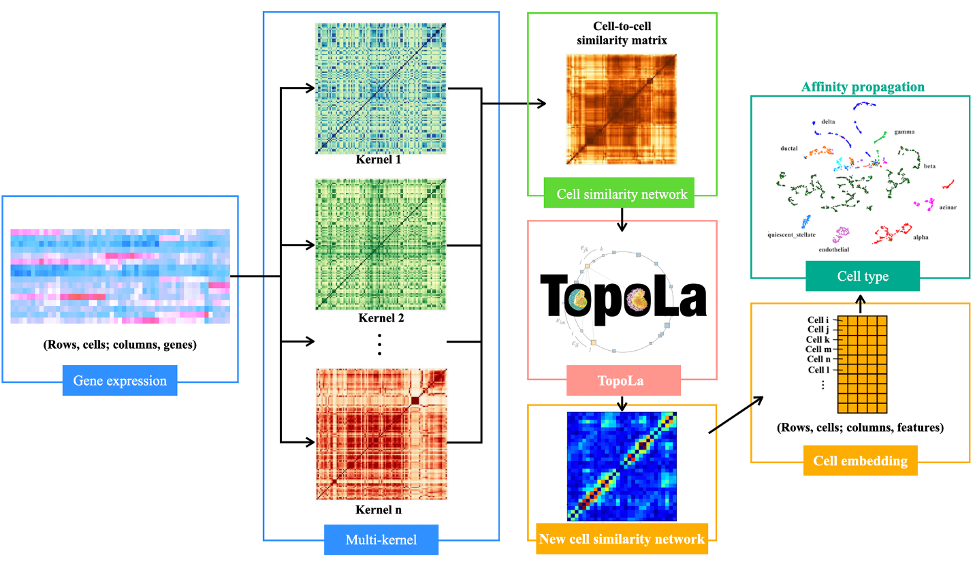 (Rows, cells; columns, genes)
Gene expression
Kernel 1
Kernel 2
Kernel n
Multi-kernel
Cell-to-cell
similarity matrix
Cell similarity network
TopoLa
TopoLa
New cell similarity network
Affinity propagation
delta
gamma
ductal
beta
acinar
quiescent_stellate
endothelial
alpha
Cell type
Cell i
Cell j
Cell k
Cell m
Cell n
Cell l
(Rows, cells; columns, features)
Cell embedding